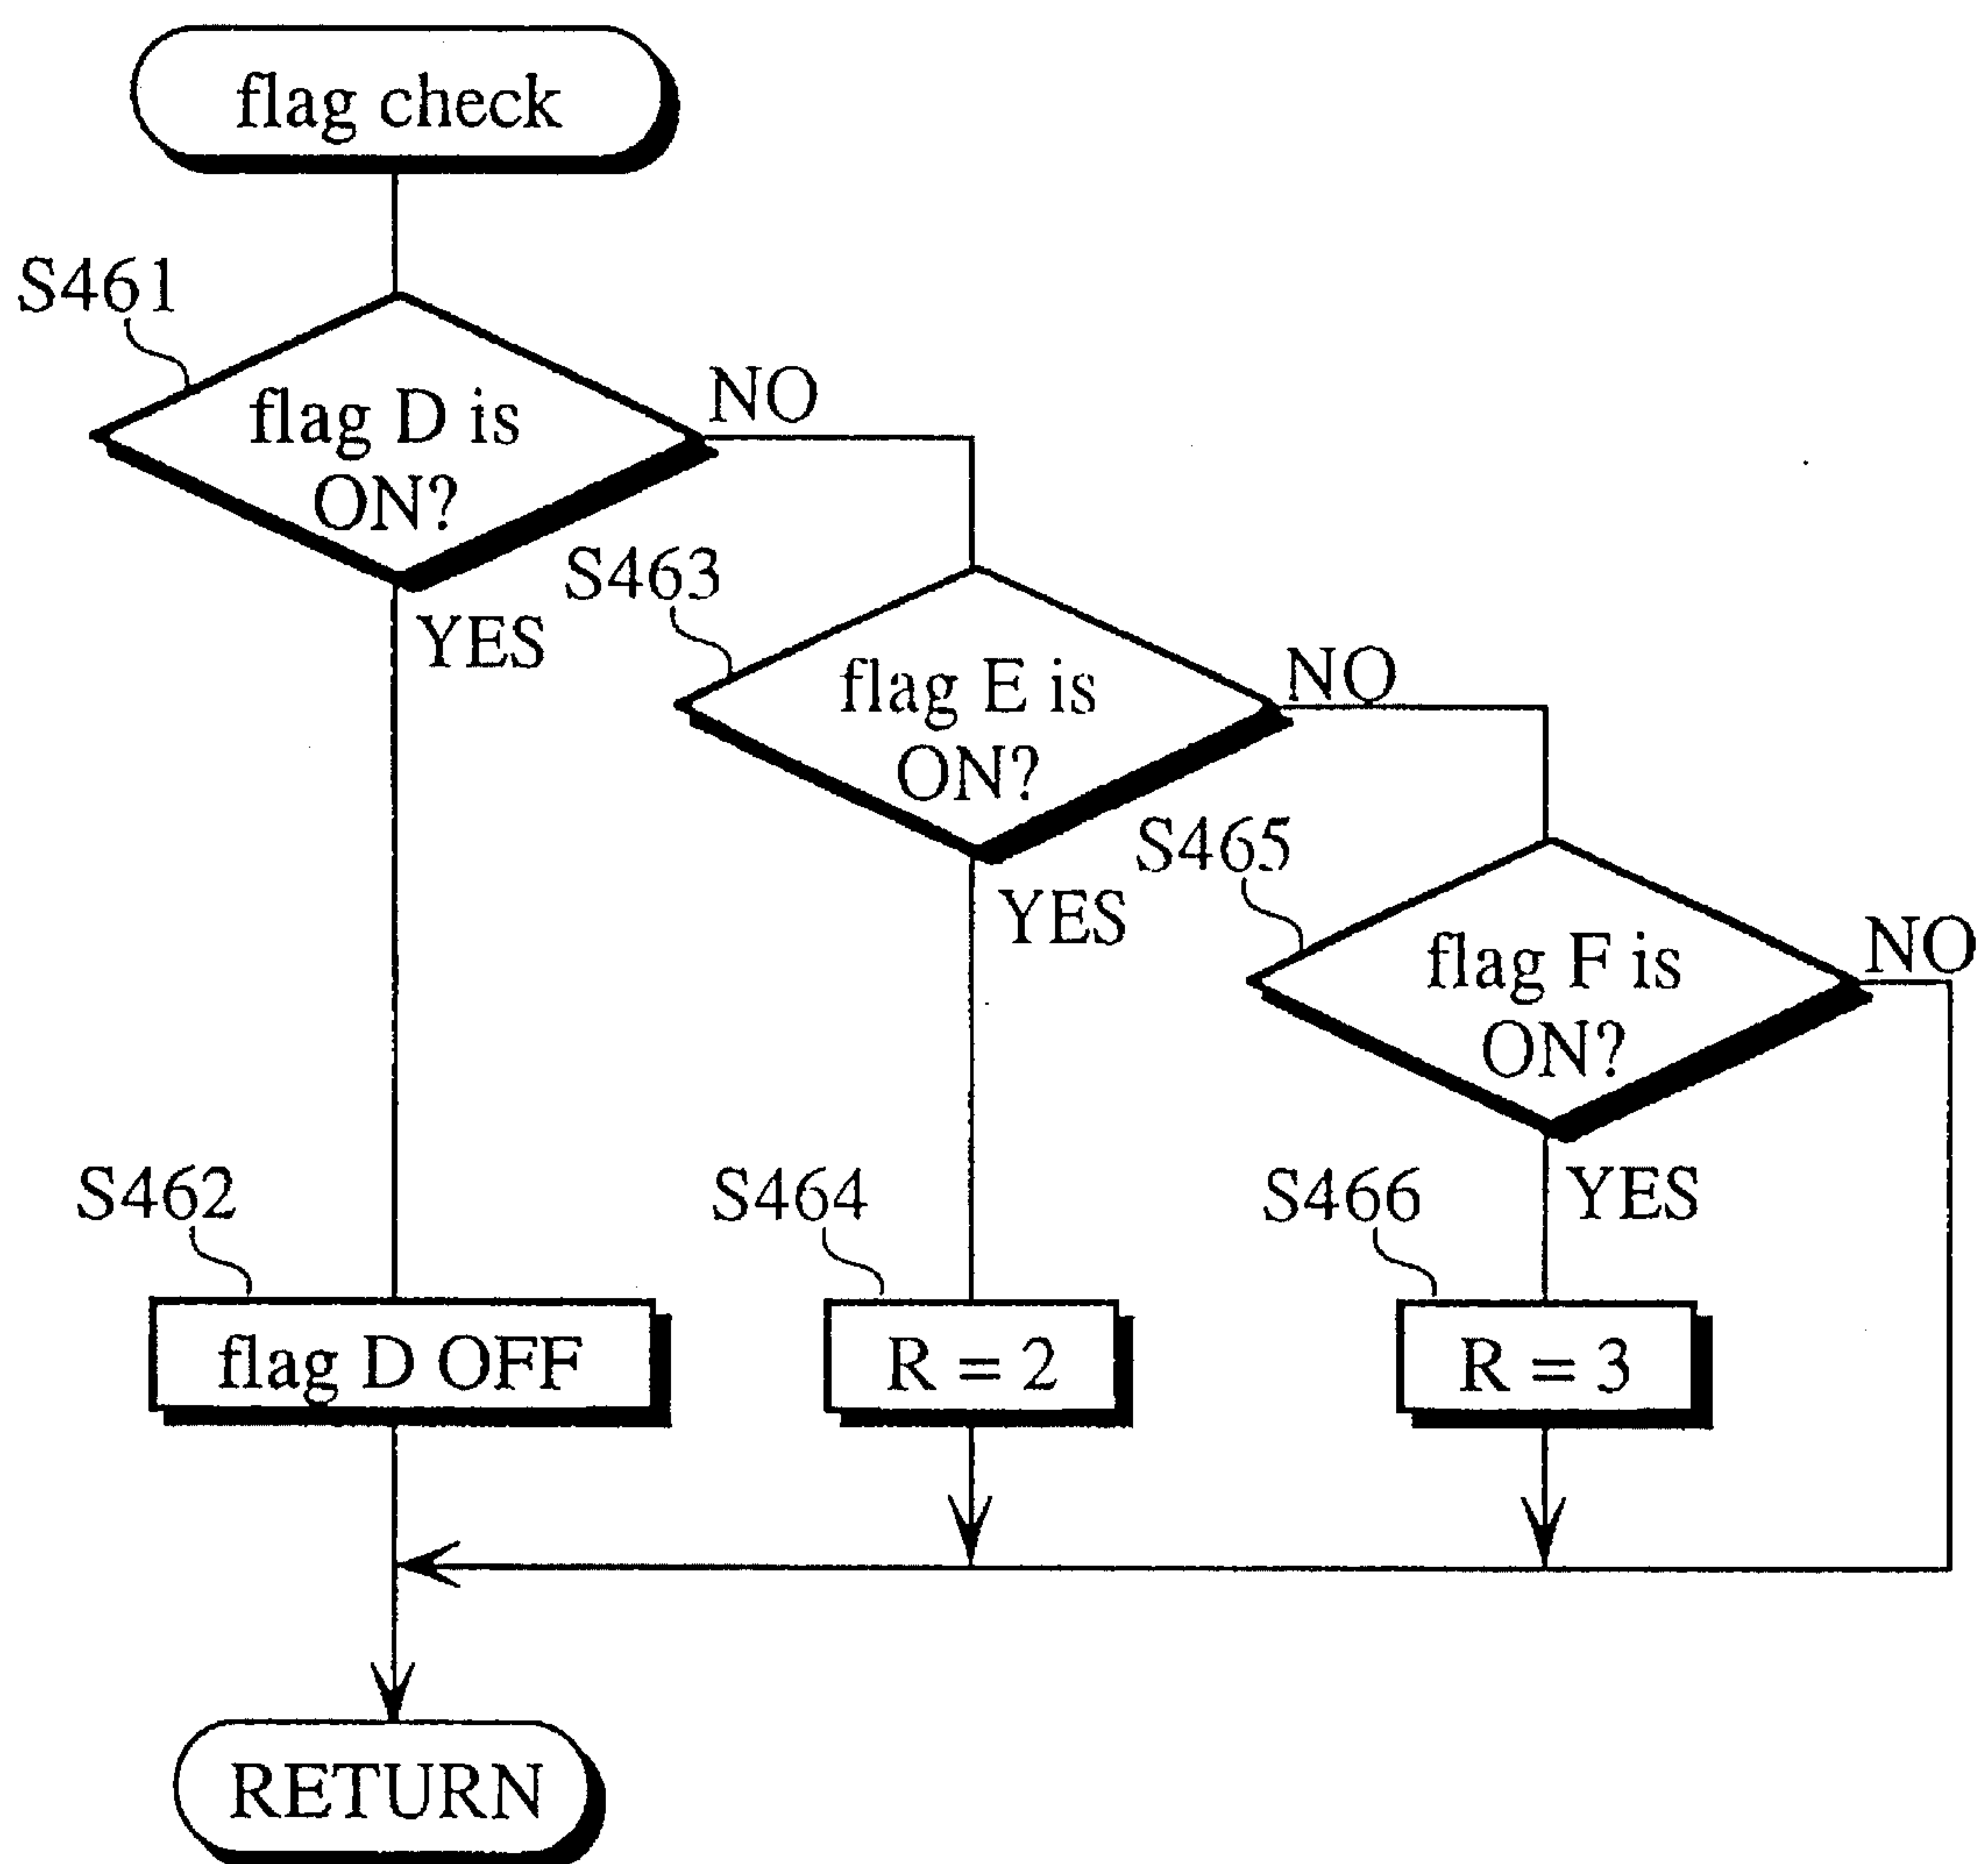 flag check
S461
flag D is
ON?
NO
YES
S463
flag E is
ON?
NO
YES
S465
flag F is
ON?
NO
YES
S462
flag D OFF
S464
R = 2
S466
R = 3
RETURN